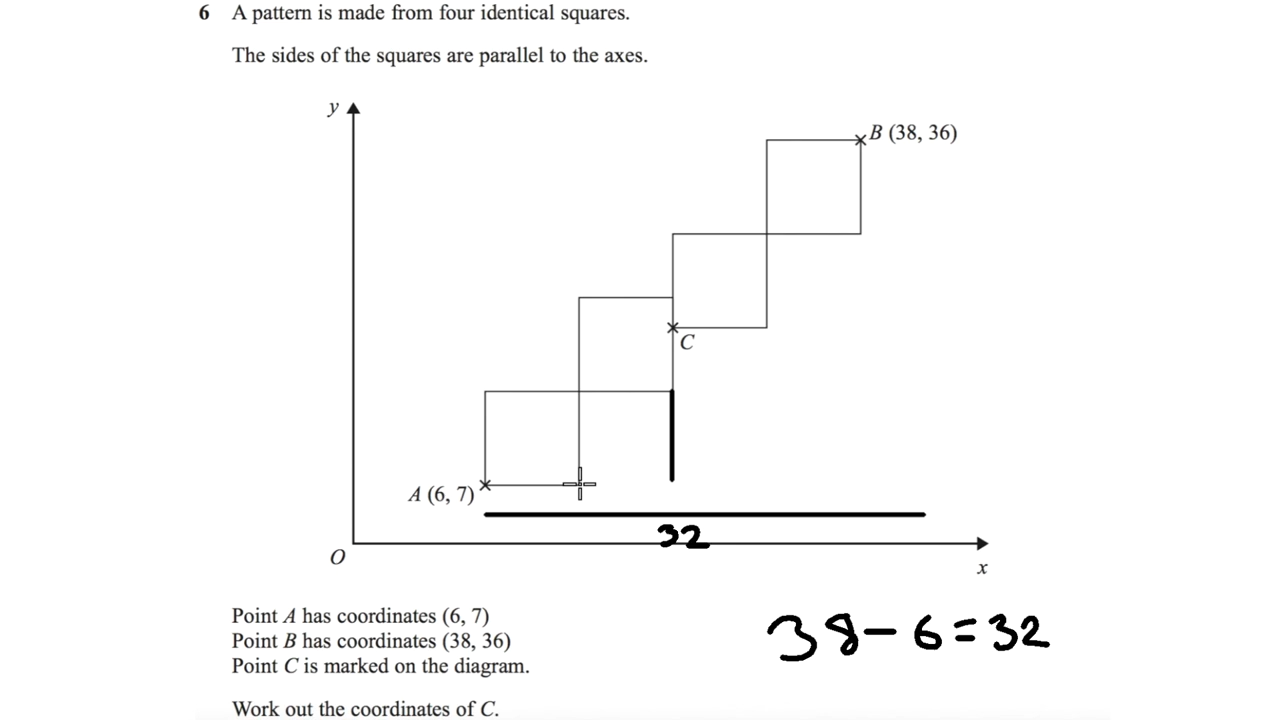 6 A pattern is made from four identical squares.
The sides of the squares are parallel to the axes.
y
B (38, 36)
C
A (6, 7)
32
O
x
Point A has coordinates (6, 7)
38-6=32
Point B has coordinates (38, 36)
Point C is marked on the diagram.
Work out the coordinates of C.